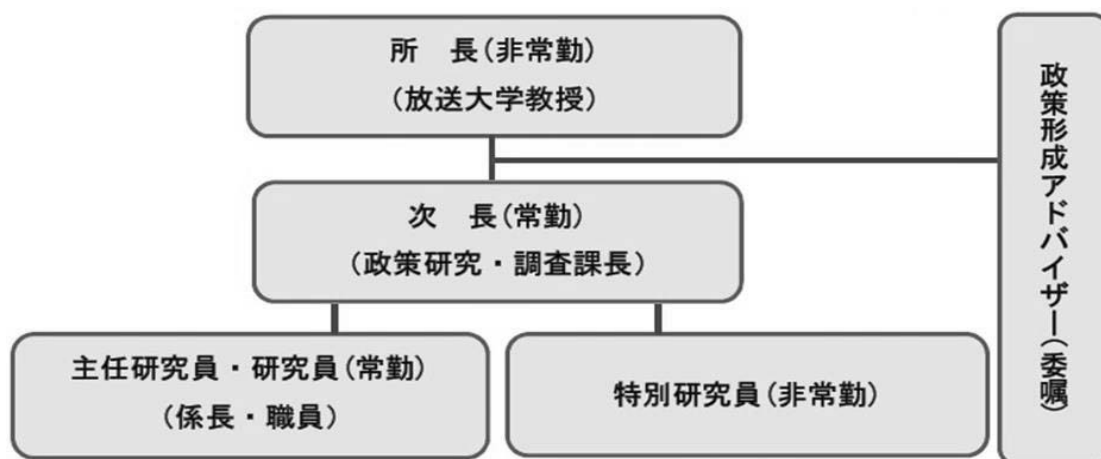 所　長(非常勤)
(放送大学教授)
次　長(常勤)
(政策研究・調査課長)
主任研究員・研究員(常勤)
(係長・職員)
特別研究員(非常勤)
政策形成アドバイザー(委嘱)